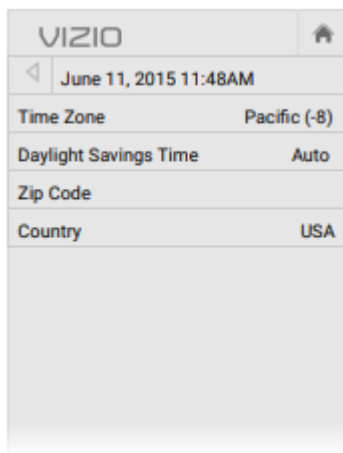 VIZIO
June 11, 2015 11:48AM
Time Zone Pacific (-8)
Daylight Savings Time Auto
Zip Code
Country USA